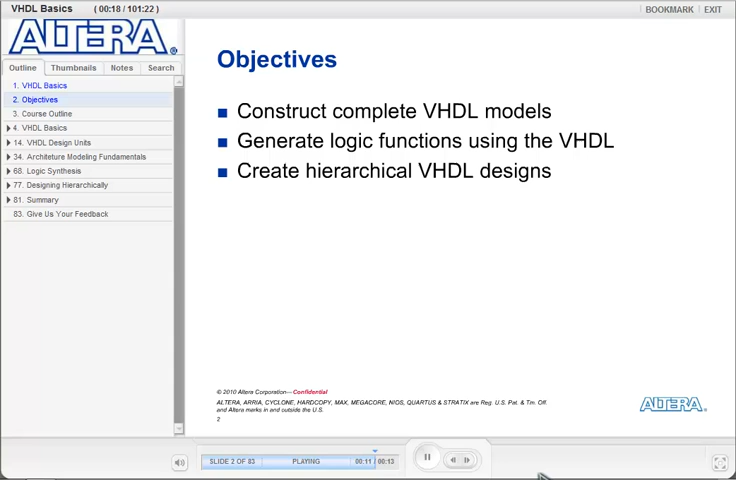 VHDL Basics ( 00:18 / 101:22 ) BOOKMARK EXIT
ALTERA®
Outline Thumbnails Notes Search
1. VHDL Basics
2. Objectives
3. Course Outline
4. VHDL Basics
14. VHDL Design Units
34. Architeture Modeling Fundamentals
68. Logic Synthesis
77. Designing Hierarchically
81. Summary
83. Give Us Your Feedback
Objectives
Construct complete VHDL models
Generate logic functions using the VHDL
Create hierarchical VHDL designs
© 2010 Altera Corporation—Confidential
ALTERA, ARRIA, CYCLONE, HARDCOPY, MAX, MEGACORE, NIOS, QUARTUS & STRATIX are Reg. U.S. Pat. & Tm. Off.
and Altera marks in and outside the U.S.
2
ALTERA®
SLIDE 2 OF 83 PLAYING 00:11 / 00:13